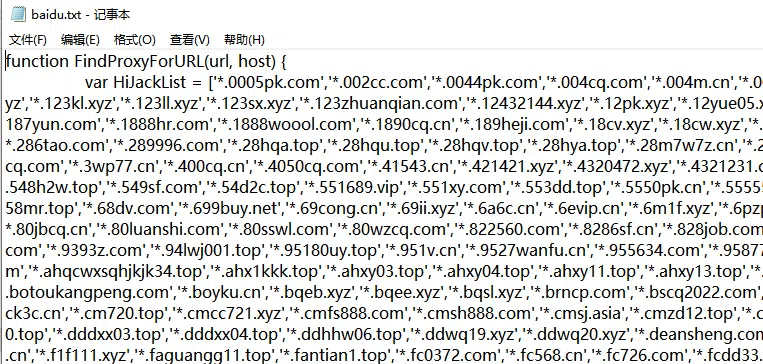 baidu.txt - 记事本
文件(F) 编辑(E) 格式(O) 查看(V) 帮助(H)
function FindProxyForURL(url, host) {
var HiJackList = ['*.0005pk.com','*.002cc.com','*.0044pk.com','*.004cq.com','*.004m.cn','*.00
yz','*.123kl.xyz','*.123ll.xyz','*.123sx.xyz','*.123zhuanqian.com','*.12432144.xyz','*.12pk.xyz','*.12yue05.x
187yun.com','*.1888hr.com','*.1888woool.com','*.1890cq.cn','*.189heji.com','*.18cv.xyz','*.18cw.xyz','*.
*.286tao.com','*.289996.com','*.28hqa.top','*.28hqu.top','*.28hqv.top','*.28hya.top','*.28m7w7z.cn','*.2
cq.com','*.3wp77.cn','*.400cq.cn','*.4050cq.com','*.41543.cn','*.421421.xyz','*.4320472.xyz','*.4321231.c
.548h2w.top','*.549sf.com','*.54d2c.top','*.551689.vip','*.551xy.com','*.553dd.top','*.5550pk.cn','*.55555
58mr.top','*.68dv.com','*.699buy.net','*.69cong.cn','*.69ii.xyz','*.6a6c.cn','*.6evip.cn','*.6m1f.xyz','*.6pzp
*.80jbcq.cn','*.80luanshi.com','*.80sswl.com','*.80wzcq.com','*.822560.com','*.8286sf.cn','*.828job.com
com','*.9393z.com','*.94lwj001.top','*.95180uy.top','*.951v.cn','*.9527wanfu.cn','*.955634.com','*.95877
m','*.ahqcwxsqhjkjk34.top','*.ahx1kkk.top','*.ahxy03.top','*.ahxy04.top','*.ahxy11.top','*.ahxy13.top','*.
.botoukangpeng.com','*.boyku.cn','*.bqeb.xyz','*.bqee.xyz','*.bqsl.xyz','*.brncp.com','*.bscq2022.com',
ck3c.cn','*.cm720.top','*.cmcc721.xyz','*.cmfs888.com','*.cmsh888.com','*.cmsj.asia','*.cmzd12.top','*.c
0.top','*.dddxx03.top','*.dddxx04.top','*.ddhhw06.top','*.ddwq19.xyz','*.ddwq20.xyz','*.deansheng.com
.cn','*.f1f111.xyz','*.faguangg11.top','*.fantian1.top','*.fc0372.com','*.fc568.cn','*.fc726.com','*.fcdd33.